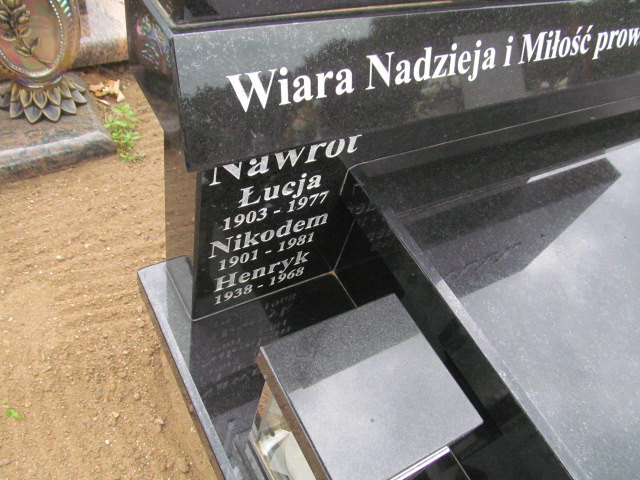 Wiara Nadzieja i Miłość prow
Nawrot
Łucja
1903 - 1977
Nikodem
1901 - 1981
Henryk
1938 - 1968